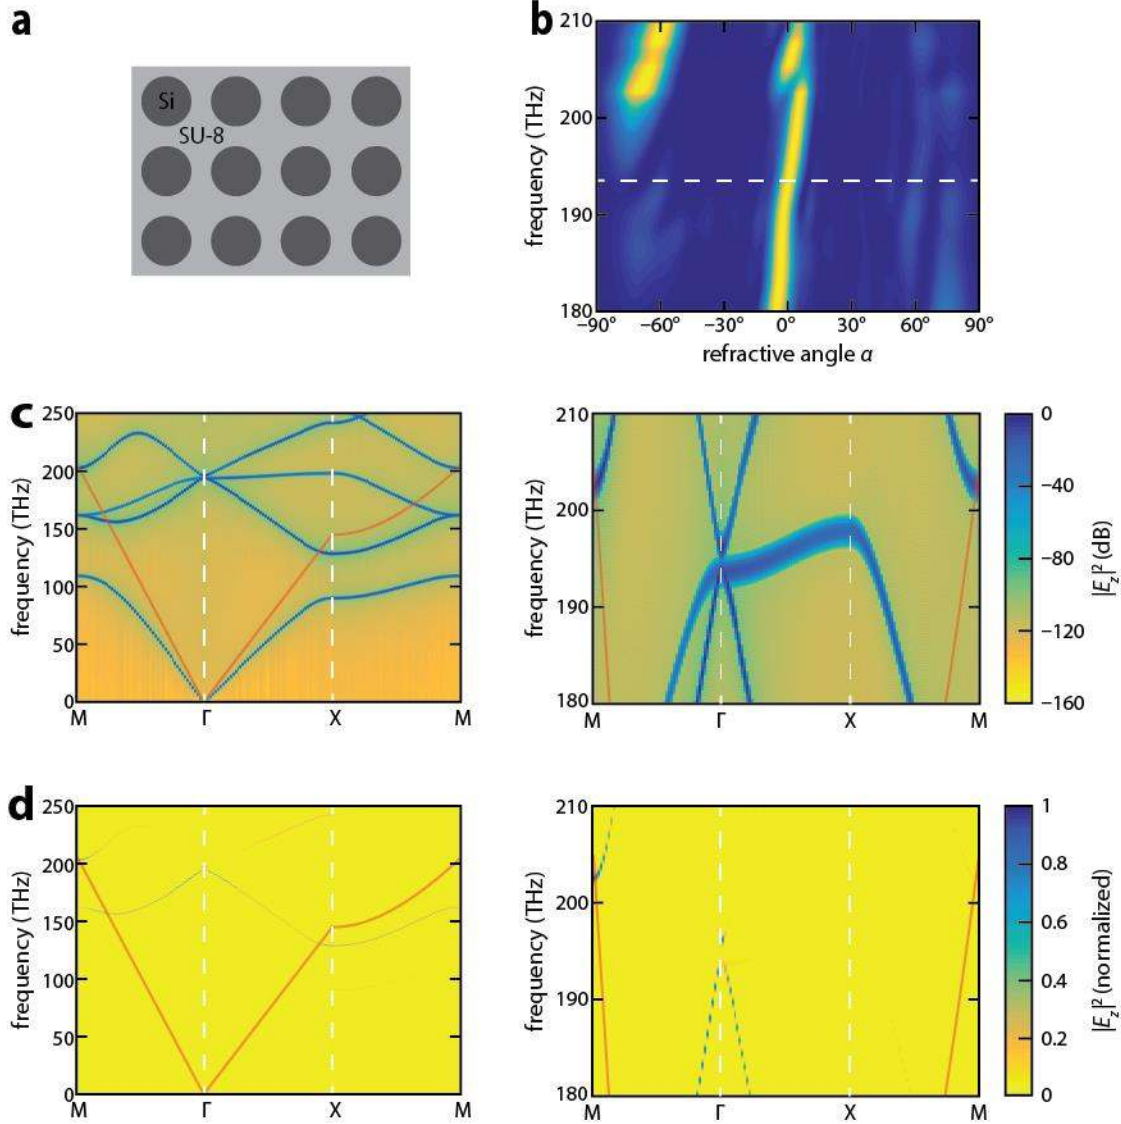 a
Si
SU-8
b
210
200
190
180
frequency (THz)
−90° −60° −30° 0° 30° 60° 90°
refractive angle α
c
250
200
150
100
50
0
frequency (THz)
M Γ X M
210
200
190
180
frequency (THz)
M Γ X M
0
−40
−80
−120
−160
|E_z|² (dB)
d
250
200
150
100
50
0
frequency (THz)
M Γ X M
210
200
190
180
frequency (THz)
M Γ X M
1
0.8
0.6
0.4
0.2
0
|E_z|² (normalized)